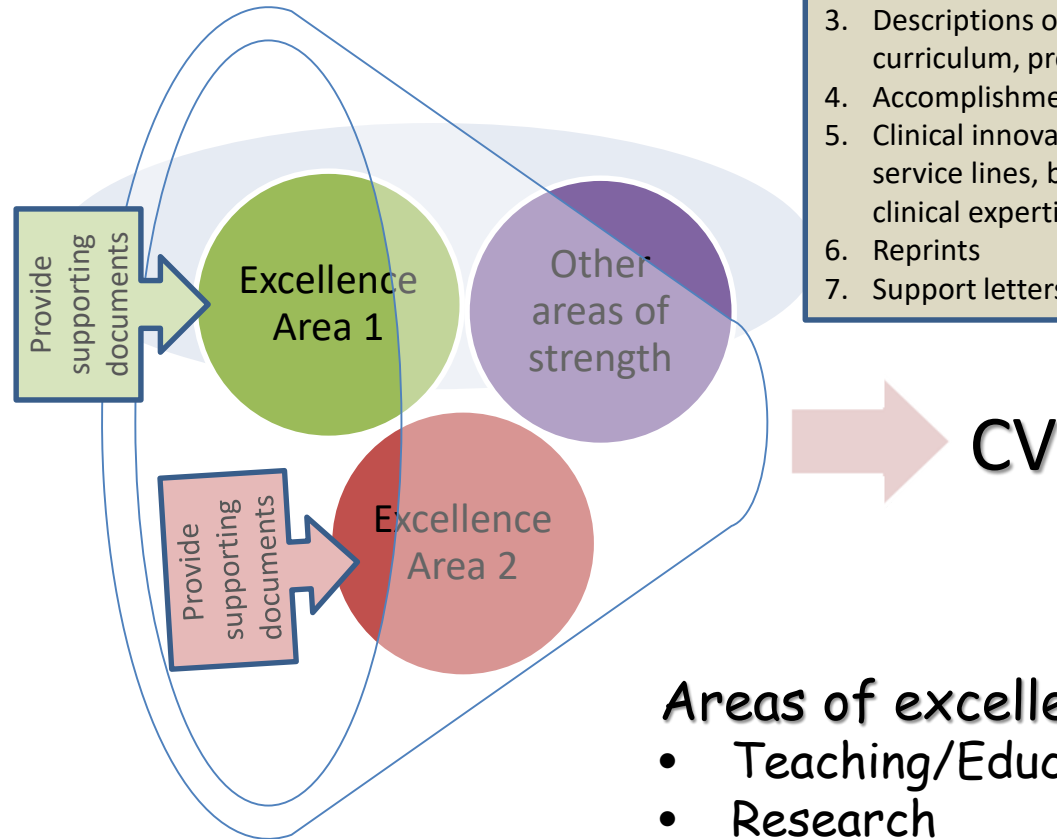 3. Descriptions o
curriculum, pr
4. Accomplishme
5. Clinical innova
service lines, b
clinical experti
6. Reprints
7. Support letters
Provide
supporting
documents
Excellence
Area 1
Other
areas of
strength
CV
Provide
supporting
documents
Excellence
Area 2
Areas of excelle
• Teaching/Educ
• Research